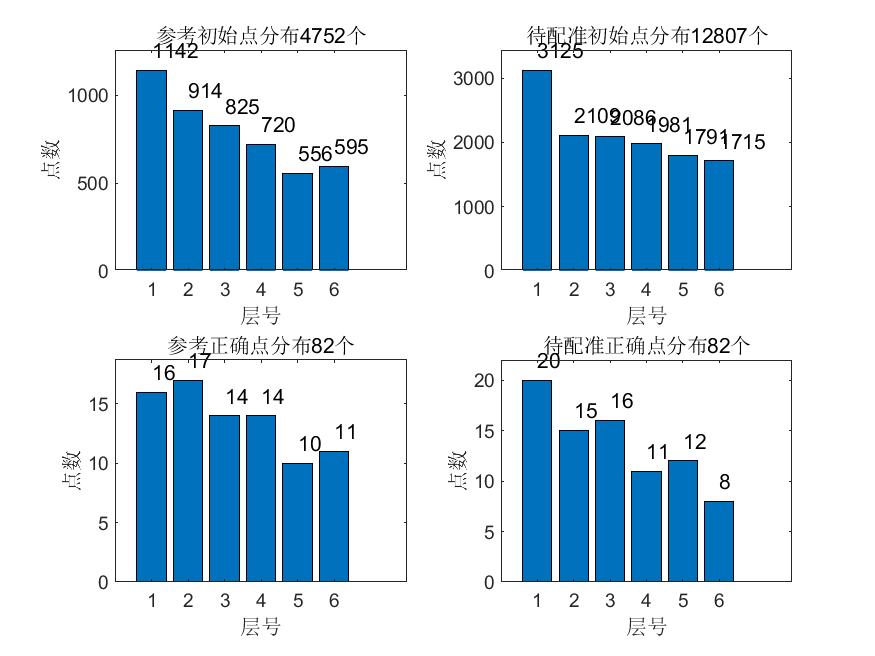 参考初始点分布4752个
点数
1000
500
0
1142
914
825
720
556
595
1 2 3 4 5 6
层号
待配准初始点分布12807个
点数
3000
2000
1000
0
3125
2109
2086
1981
1791
1715
1 2 3 4 5 6
层号
参考正确点分布82个
点数
15
10
5
0
16
17
14
14
10
11
1 2 3 4 5 6
层号
待配准正确点分布82个
点数
20
15
10
5
0
20
15
16
11
12
8
1 2 3 4 5 6
层号